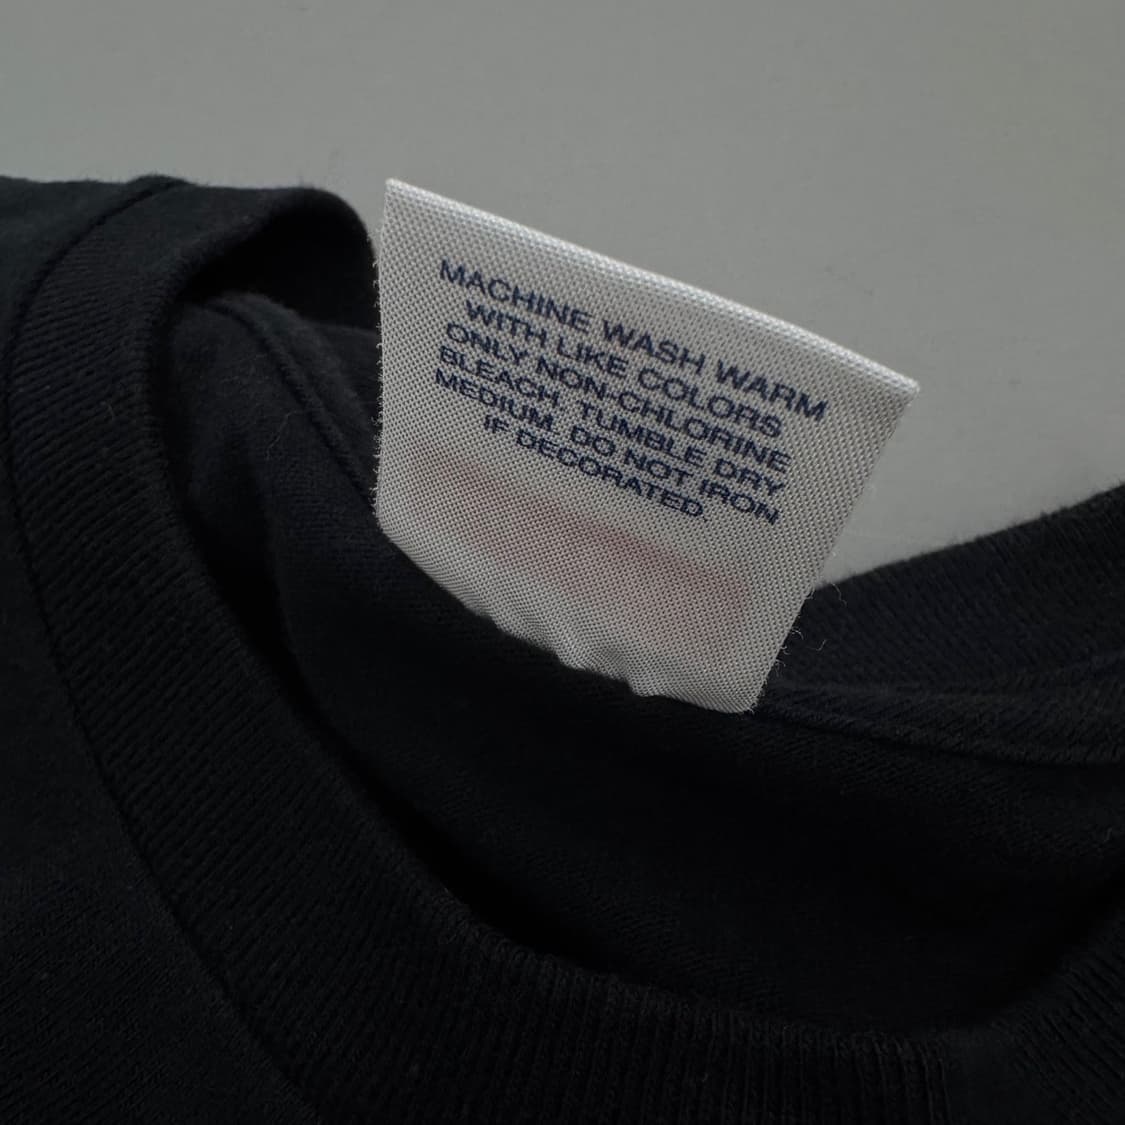 MACHINE WASH WARM
WITH LIKE COLORS
ONLY NON-CHLORINE
BLEACH. TUMBLE DRY
MEDIUM. DO NOT IRON
IF DECORATED.